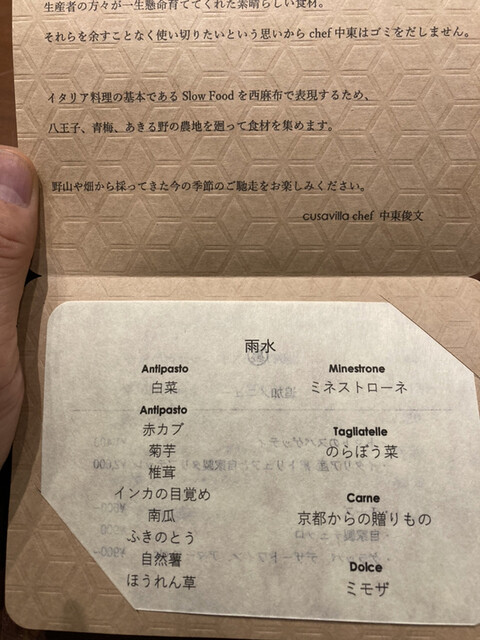 生産者の方々が一生懸命育ててくれた素晴らしい食材。
それらを余すことなく使い切りたいという思いから chef 中東はゴミをだしません。
イタリア料理の基本である Slow Food を西麻布で表現するため、
八王子、青梅、あきる野の農地を廻って食材を集めます。
野山や畑から採ってきた今の季節のご馳走をお楽しみください。
cusavilla chef 中東俊文
雨水
Antipasto
白菜
Antipasto
赤カブ
菊芋
椎茸
インカの目覚め
南瓜
ふきのとう
自然薯
ほうれん草
Minestrone
ミネストローネ
Tagliatelle
のらぼう菜
Carne
京都からの贈りもの
Dolce
ミモザ